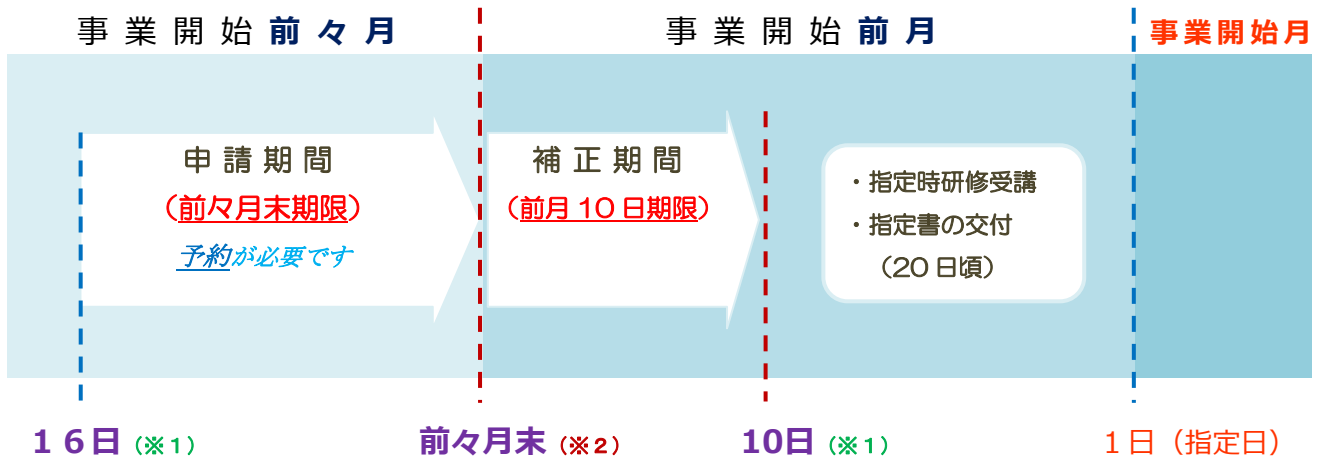 事業開始前々月
事業開始前月
事業開始月
申請期間
（前々月末期限）
予約が必要です
補正期間
（前月10日期限）
・指定時研修受講
・指定書の交付
（20日頃）
１６日（※１）
前々月末（※２）
10日（※１）
１日（指定日）